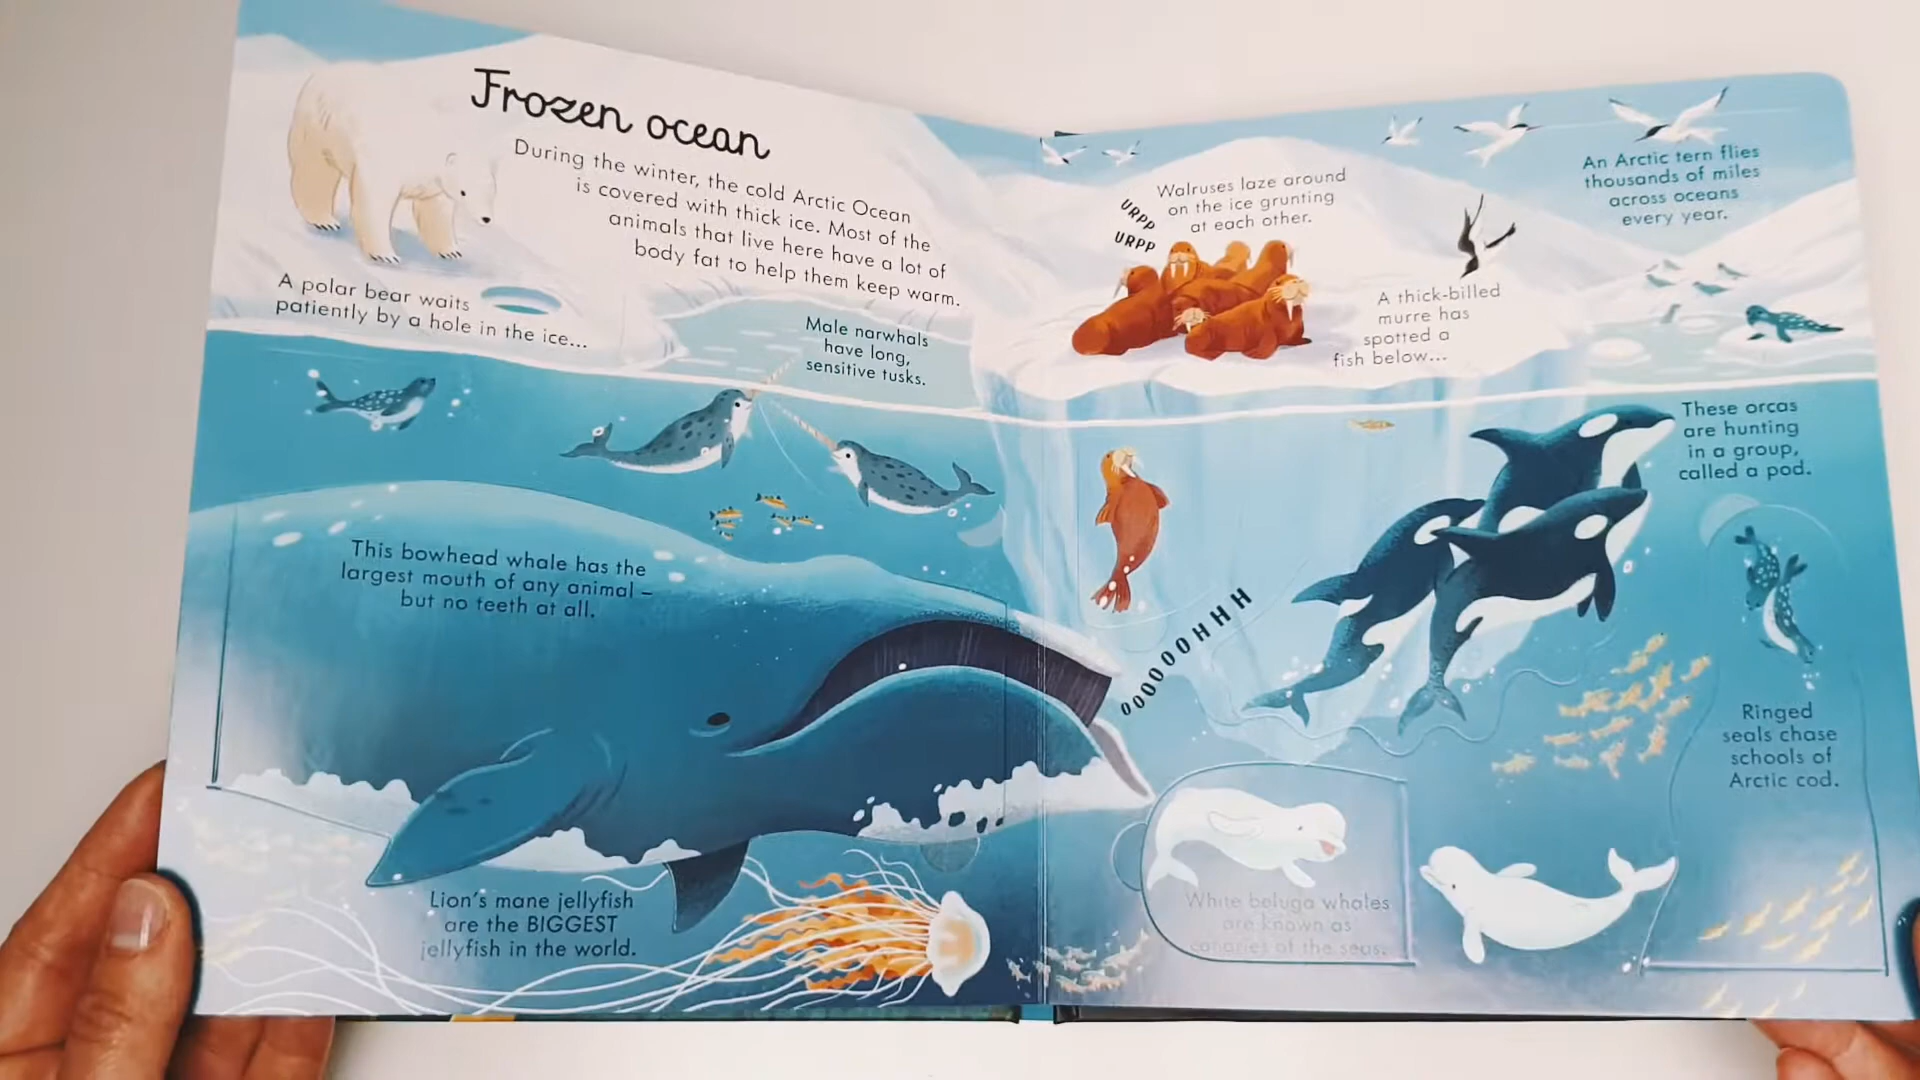 Frozen ocean
During the winter, the cold Arctic Ocean
is covered with thick ice. Most of the
animals that live here have a lot of
body fat to help them keep warm.
A polar bear waits
patiently by a hole in the ice...
Male narwhals
have long,
sensitive tusks.
This bowhead whale has the
largest mouth of any animal –
but no teeth at all.
Lion's mane jellyfish
are the BIGGEST
jellyfish in the world.
Walruses laze around
on the ice grunting
at each other.
URPP
URPP
A thick-billed
murre has
spotted a
fish below...
An Arctic tern flies
thousands of miles
across oceans
every year.
These orcas
are hunting
in a group,
called a pod.
OOOOOOHHH
Ringed
seals chase
schools of
Arctic cod.
White beluga whales
are known as
canaries of the seas.